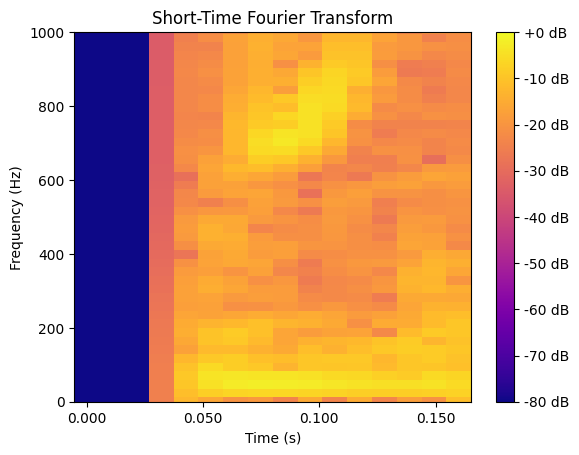 Short-Time Fourier Transform
1000
800
600
400
200
0
Frequency (Hz)
0.000
0.050
0.100
0.150
Time (s)
+0 dB
-10 dB
-20 dB
-30 dB
-40 dB
-50 dB
-60 dB
-70 dB
-80 dB